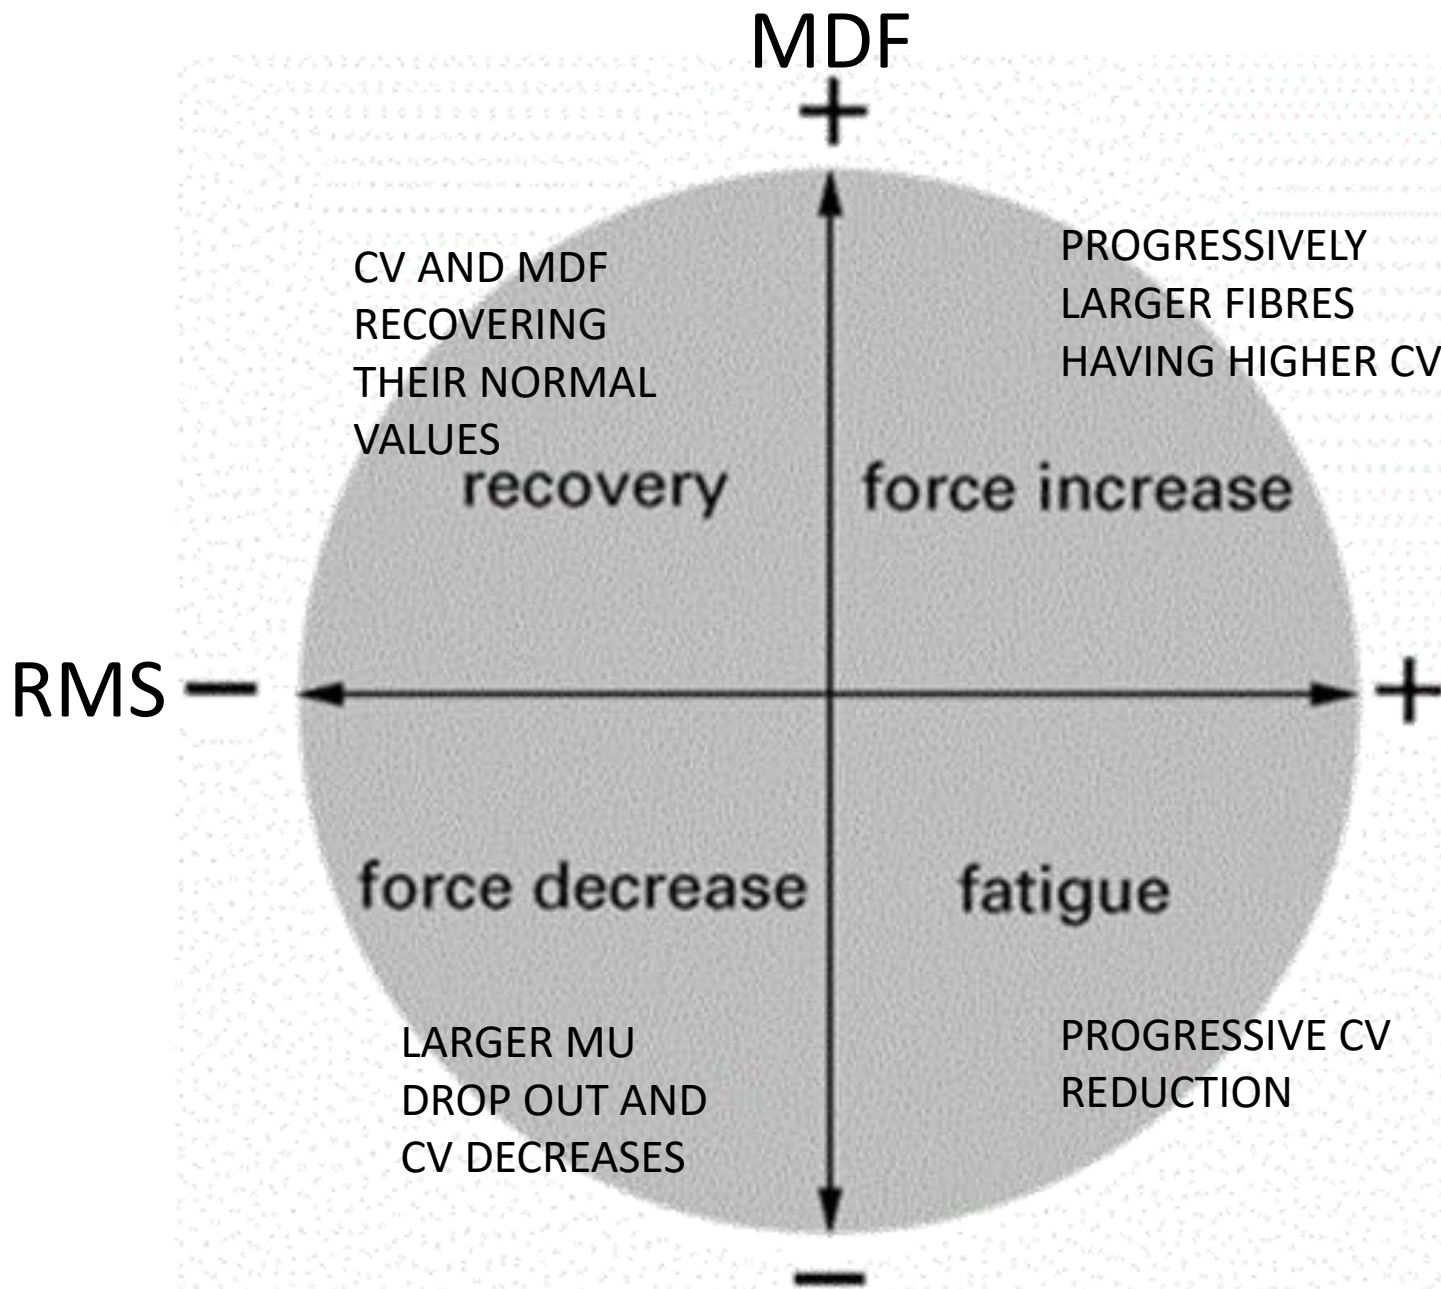 MDF
+
CV AND MDF
RECOVERING
THEIR NORMAL
VALUES
recovery
PROGRESSIVELY
LARGER FIBRES
HAVING HIGHER CV
force increase
RMS −
+
force decrease
LARGER MU
DROP OUT AND
CV DECREASES
fatigue
PROGRESSIVE CV
REDUCTION
−